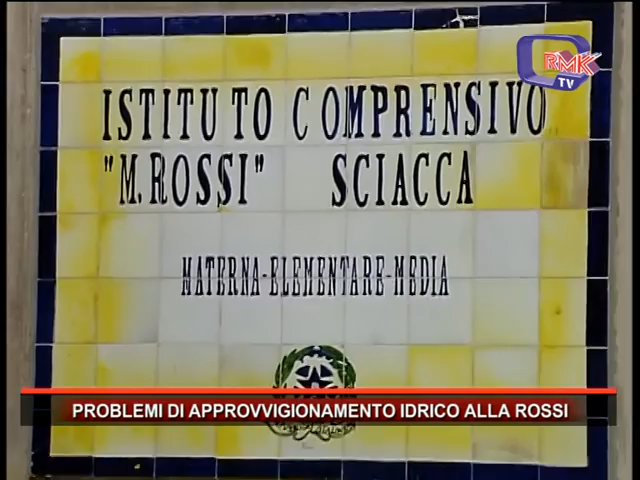 RMK
TV
ISTITUTO COMPRENSIVO
"M. ROSSI" SCIACCA
MATERNA-ELEMENTARE-MEDIA
PROBLEMI DI APPROVVIGIONAMENTO IDRICO ALLA ROSSI